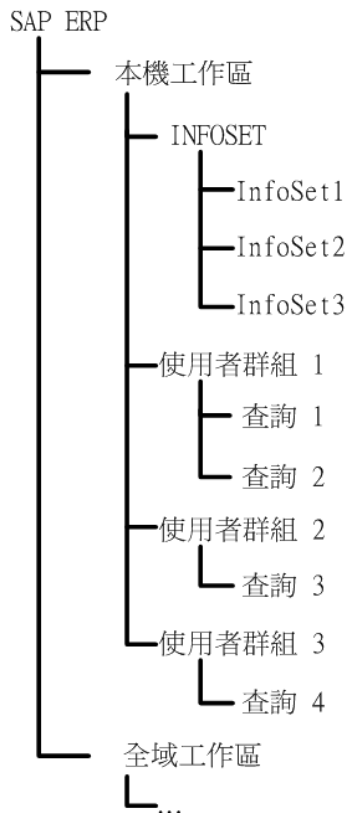 SAP ERP
本機工作區
INFOSET
InfoSet1
InfoSet2
InfoSet3
使用者群組 1
查詢 1
查詢 2
使用者群組 2
查詢 3
使用者群組 3
查詢 4
全域工作區
...